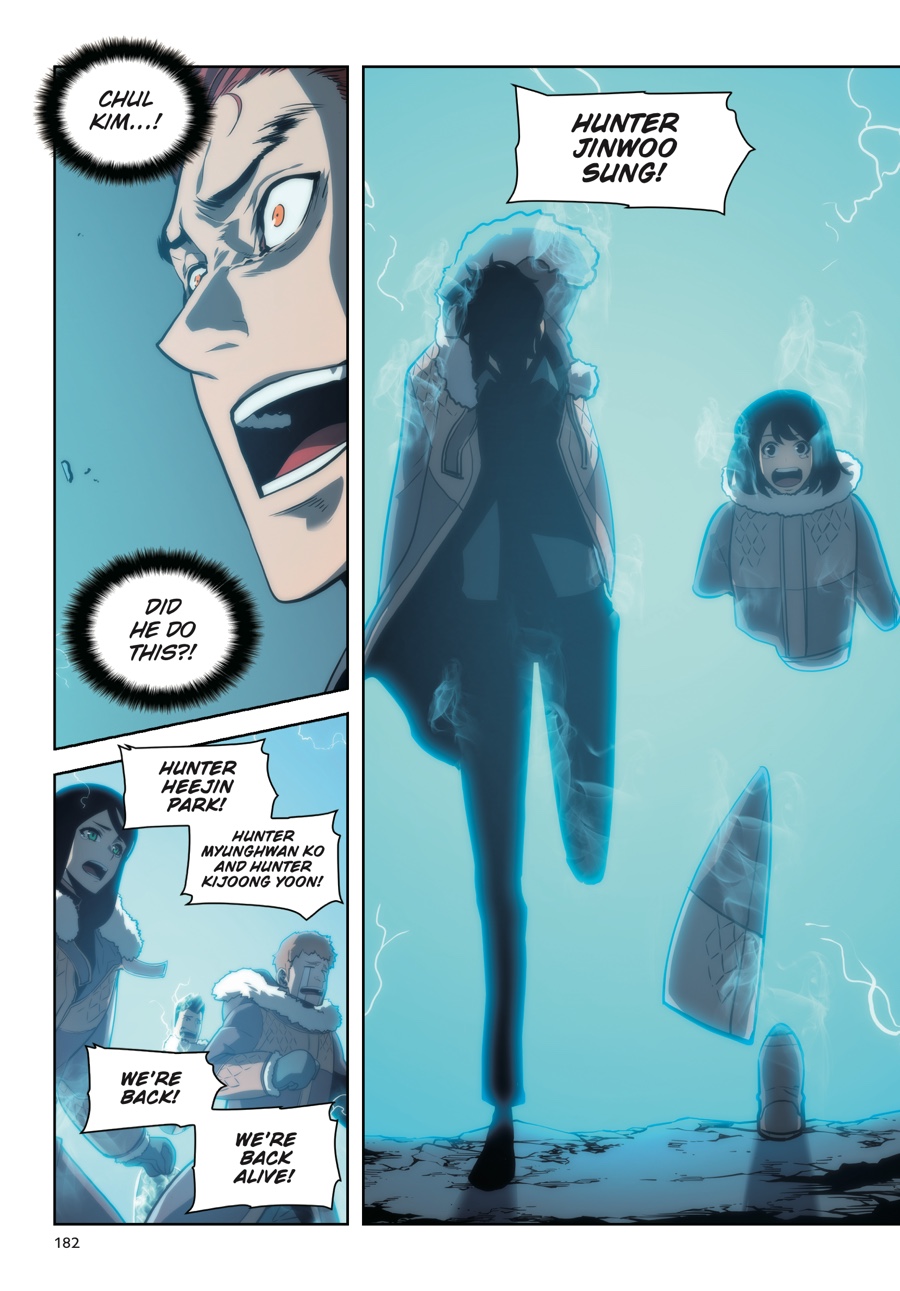 CHUL
KIM...!
DID
HE DO
THIS?!
HUNTER
JINWOO
SUNG!
HUNTER
HEEJIN
PARK!
HUNTER
MYUNGHWAN KO
AND HUNTER
KIJOONG YOON!
WE'RE
BACK!
WE'RE
BACK
ALIVE!
182